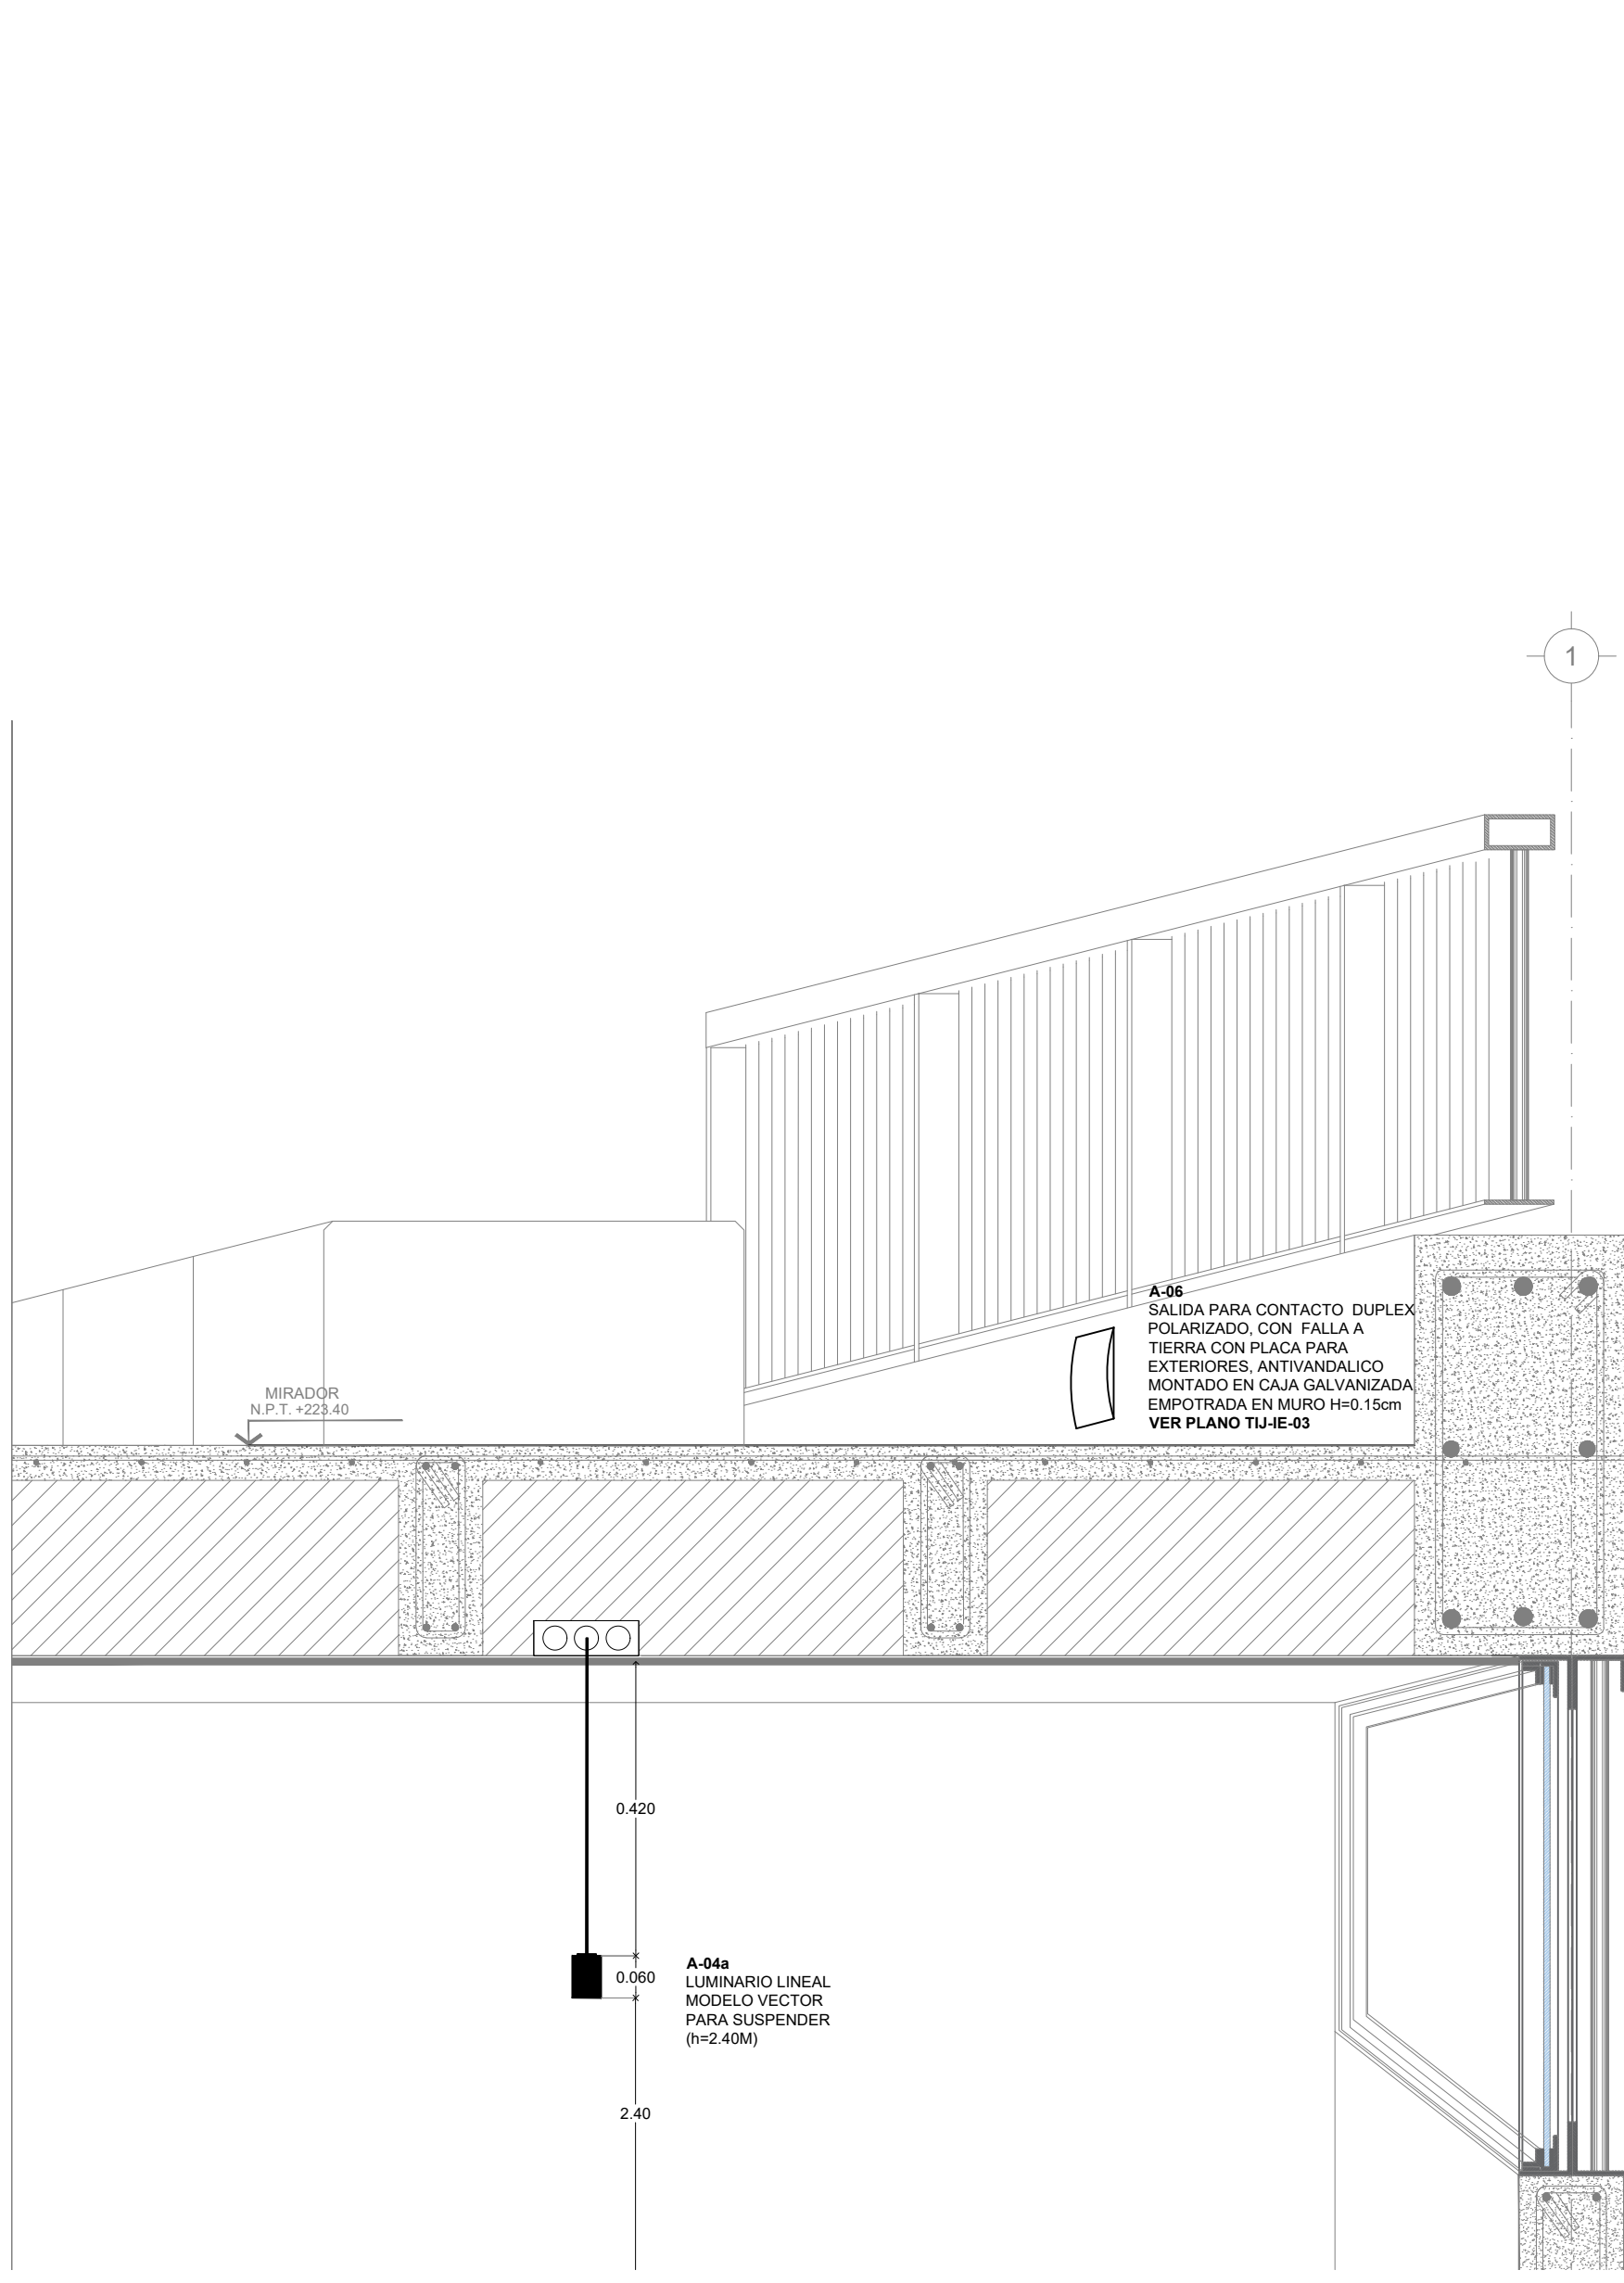 1
A-06
SALIDA PARA CONTACTO DUPLEX
POLARIZADO, CON FALLA A
TIERRA CON PLACA PARA
EXTERIORES, ANTIVANDALICO
MONTADO EN CAJA GALVANIZADA
EMPOTRADA EN MURO H=0.15cm
VER PLANO TIJ-IE-03
MIRADOR
N.P.T. +223.40
0.420
0.060
A-04a
LUMINARIO LINEAL
MODELO VECTOR
PARA SUSPENDER
(h=2.40M)
2.40